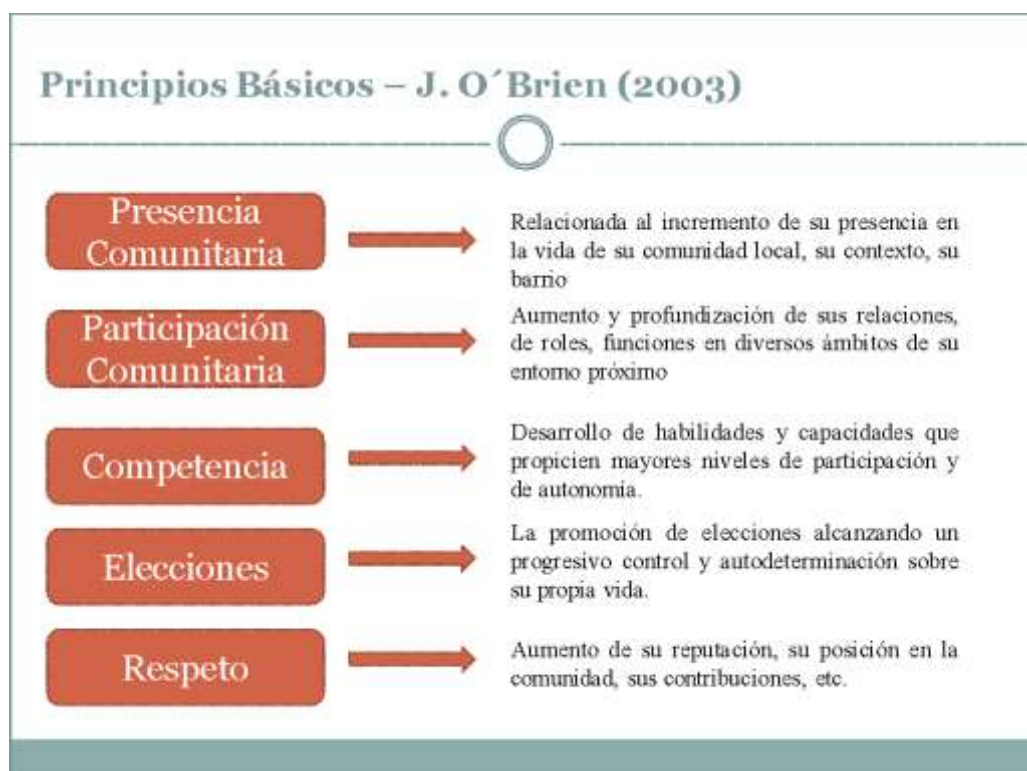 Principios Básicos – J. O´Brien (2003)
Presencia
Comunitaria
Relacionada al incremento de su presencia en
la vida de su comunidad local, su contexto, su
barrio
Participación
Comunitaria
Aumento y profundización de sus relaciones,
de roles, funciones en diversos ámbitos de su
entorno próximo
Competencia
Desarrollo de habilidades y capacidades que
propicien mayores niveles de participación y
de autonomía.
Elecciones
La promoción de elecciones alcanzando un
progresivo control y autodeterminación sobre
su propia vida.
Respeto
Aumento de su reputación, su posición en la
comunidad, sus contribuciones, etc.